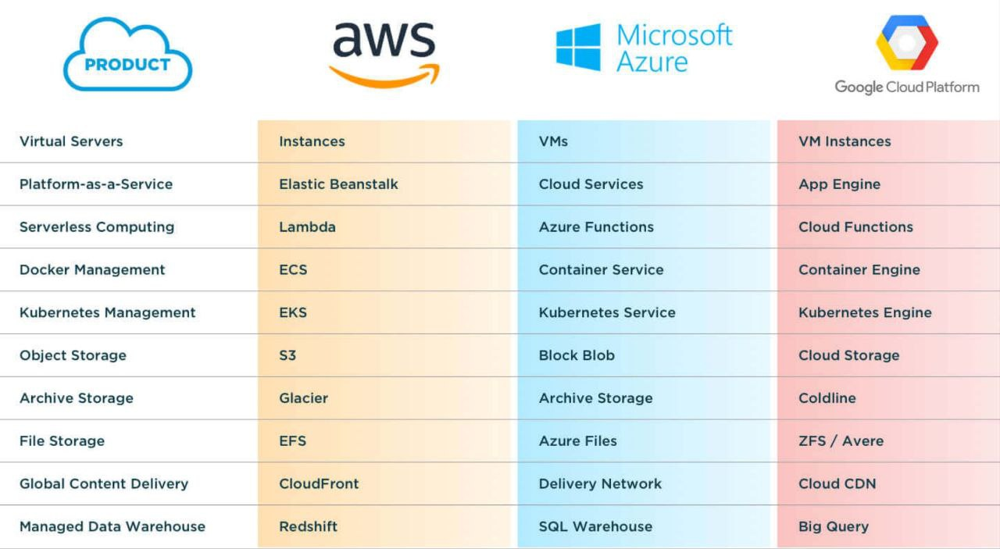 PRODUCT
aws
Microsoft
Azure
Google Cloud Platform
Virtual Servers Instances VMs VM Instances
Platform-as-a-Service Elastic Beanstalk Cloud Services App Engine
Serverless Computing Lambda Azure Functions Cloud Functions
Docker Management ECS Container Service Container Engine
Kubernetes Management EKS Kubernetes Service Kubernetes Engine
Object Storage S3 Block Blob Cloud Storage
Archive Storage Glacier Archive Storage Coldline
File Storage EFS Azure Files ZFS / Avere
Global Content Delivery CloudFront Delivery Network Cloud CDN
Managed Data Warehouse Redshift SQL Warehouse Big Query